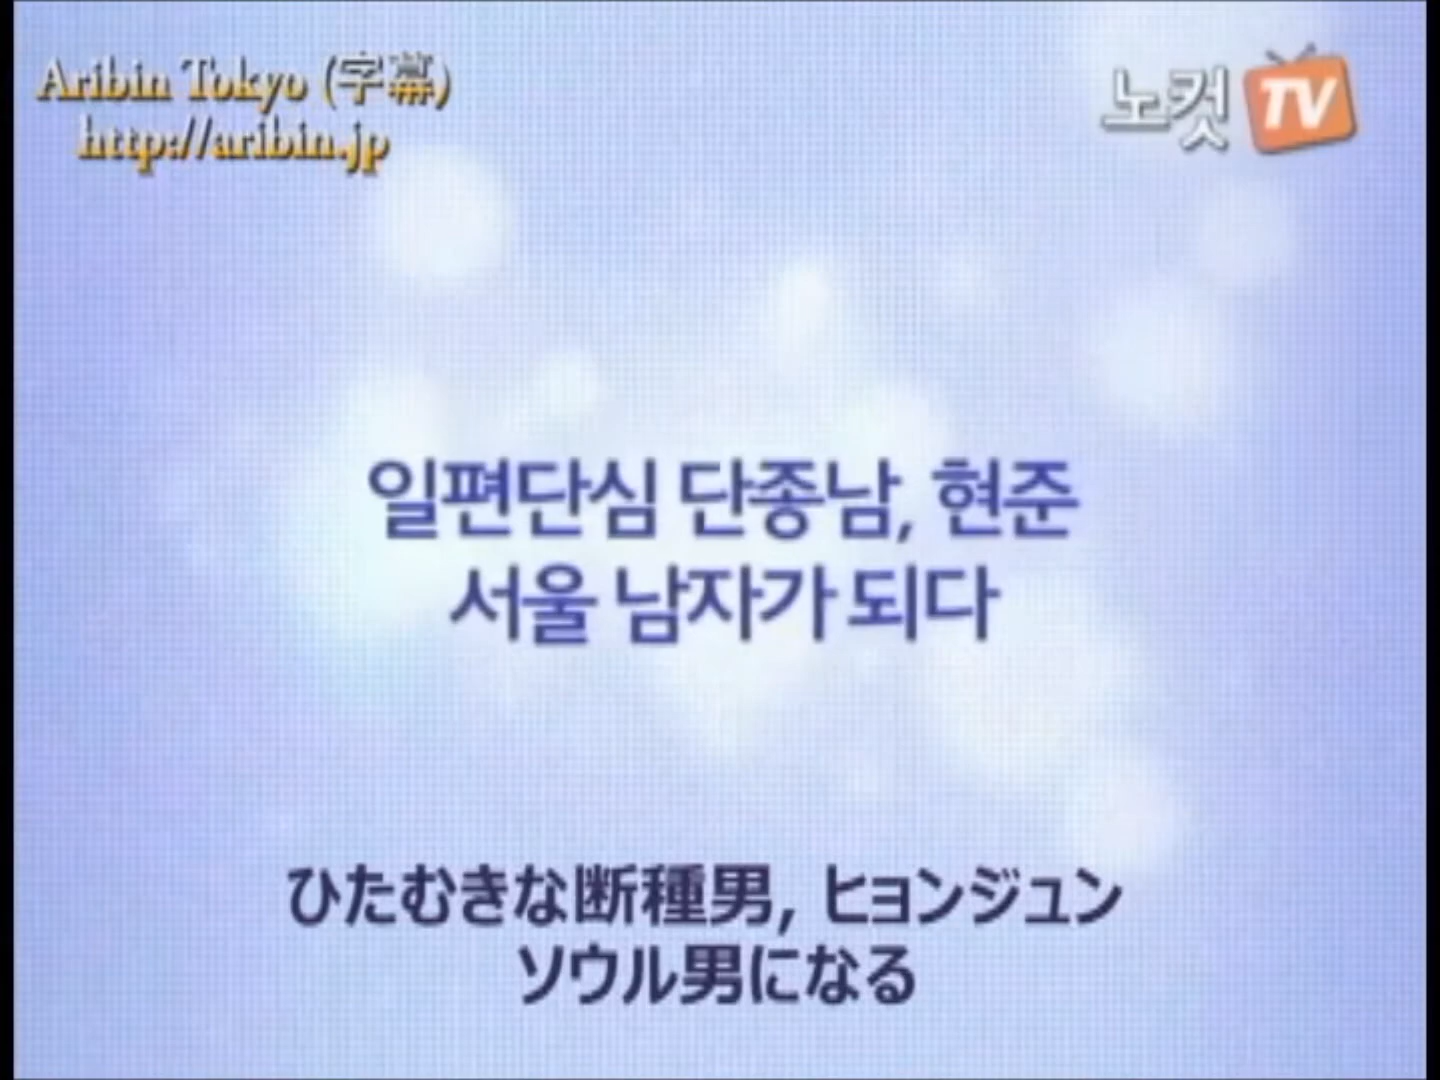 Aribin Tokyo (字幕)
http://aribin.jp
노컷 TV
일편단심 단종남, 현준
서울 남자가 되다
ひたむきな断種男, ヒョンジュン
ソウル男になる